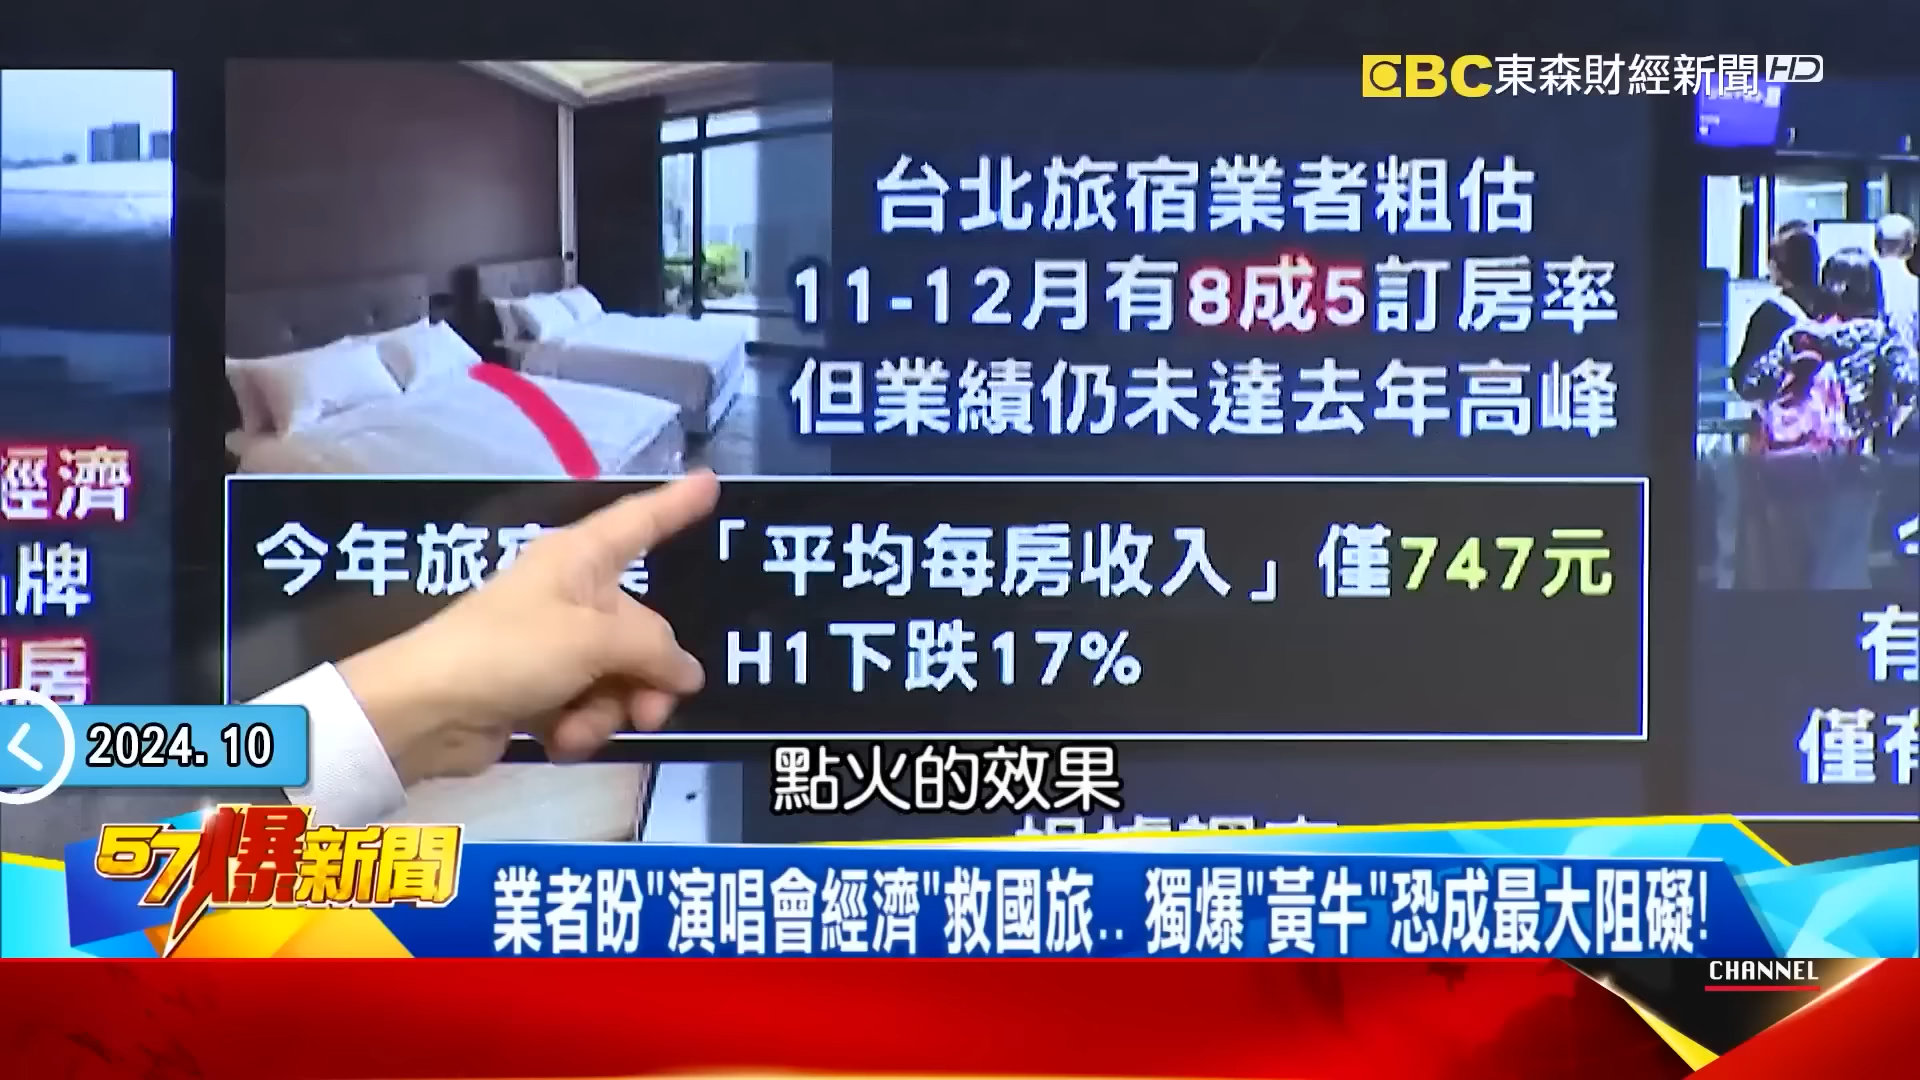 EBC東森財經新聞HD
台北旅宿業者粗估
11-12月有8成5訂房率
但業績仍未達去年高峰
經濟
牌
房
今年旅 「平均每房收入」僅747元
H1下跌17%
有
僅有
2024.10
點火的效果
57爆新聞
業者盼"演唱會經濟"救國旅.. 獨爆"黃牛"恐成最大阻礙!
CHANNEL